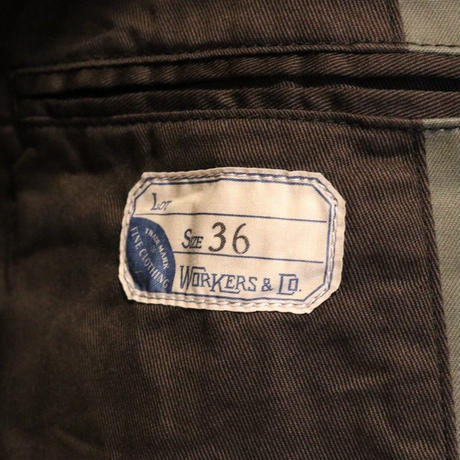 Lot
Size 36
Workers & Co.
TRADE MARK
FINE CLOTHING